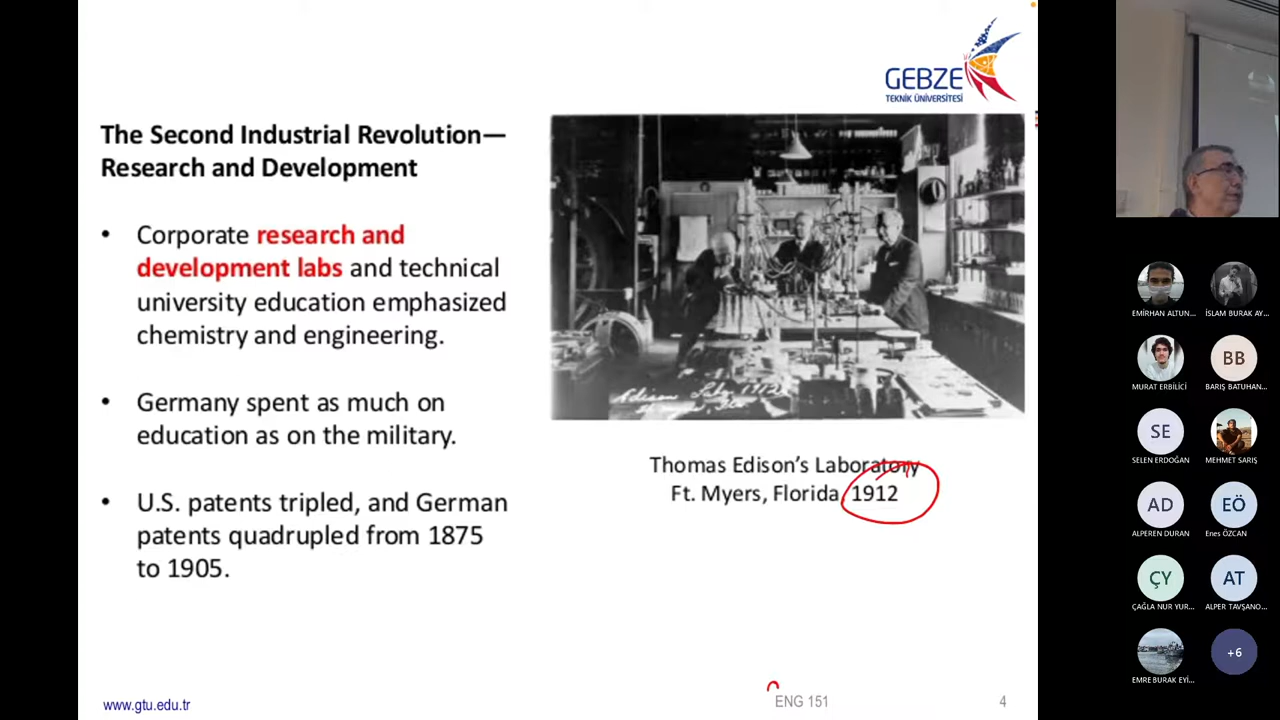 GEBZE
TEKNİK ÜNİVERSİTESİ
The Second Industrial Revolution—
Research and Development
• Corporate research and
development labs and technical
university education emphasized
chemistry and engineering.
• Germany spent as much on
education as on the military.
• U.S. patents tripled, and German
patents quadrupled from 1875
to 1905.
Edison Lab 1912
Thomas Edison's Laboratory
Ft. Myers, Florida, 1912
www.gtu.edu.tr
ENG 151
4
EMİRHAN ALTUN...
İSLAM BURAK AY...
MURAT ERBİLİCİ
BB
BARIŞ BATUHAN...
SE
SELEN ERDOĞAN
MEHMET SARIŞ
AD
ALPEREN DURAN
EÖ
Enes ÖZCAN
ÇY
ÇAĞLA NUR YUR...
AT
ALPER TAVŞANO...
EMRE BURAK EYİ...
+6